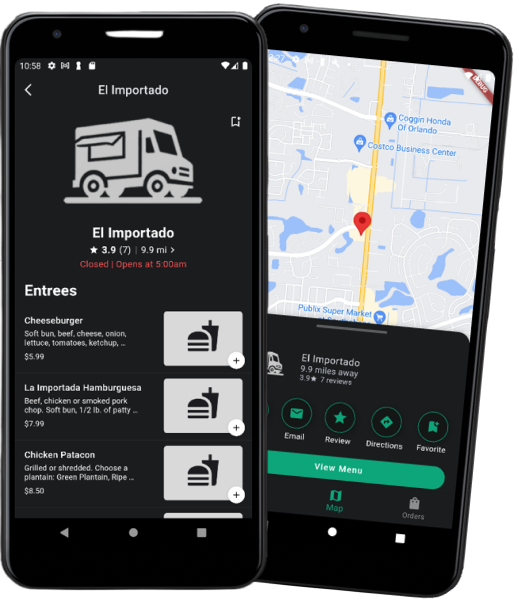 10:58
El Importado
El Importado
★ 3.9 (7) | 9.9 mi >
Closed | Opens at 5:00am
Entrees
Cheeseburger
Soft bun, beef, cheese, onion,
lettuce, tomatoes, ketchup, ...
$5.99
La Importada Hamburguesa
Beef, chicken or smoked pork
chop. Soft bun, 1/2 lb. of patty ...
$7.99
Chicken Patacon
Grilled or shredded. Choose a
plantain: Green Plantain, Ripe ...
$8.50
DEBUG
Coggin Honda
Of Orlando
Costco Business Center
Publix Super Market
El Importado
9.9 miles away
3.9★ 7 reviews
Email
Review
Directions
Favorite
View Menu
Map
Orders